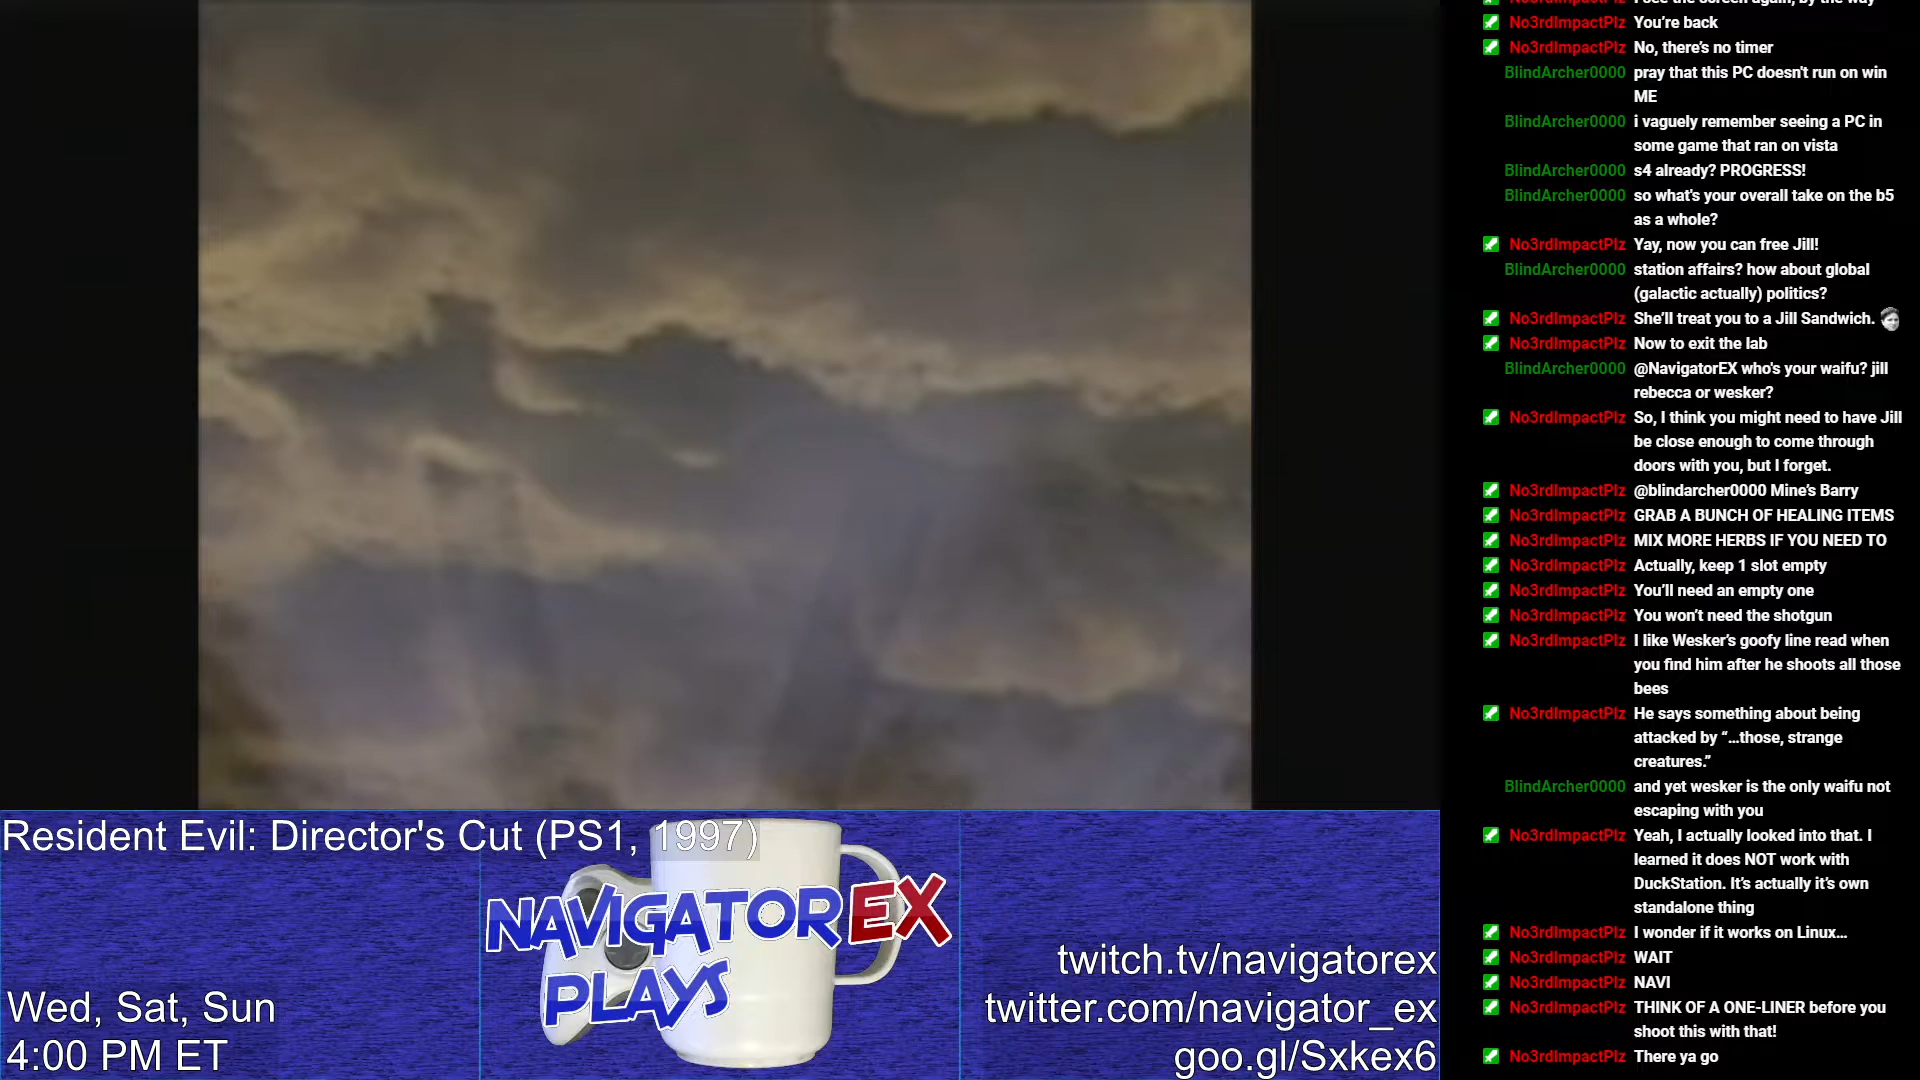 Resident Evil: Director's Cut (PS1, 1997)
NAVIGATOR EX
PLAYS
Wed, Sat, Sun
4:00 PM ET
twitch.tv/navigatorex
twitter.com/navigator_ex
goo.gl/Sxkex6
No3rdImpactPlz You’re back
No3rdImpactPlz No, there’s no timer
BlindArcher0000 pray that this PC doesn't run on win
ME
BlindArcher0000 i vaguely remember seeing a PC in
some game that ran on vista
BlindArcher0000 s4 already? PROGRESS!
BlindArcher0000 so what's your overall take on the b5
as a whole?
No3rdImpactPlz Yay, now you can free Jill!
BlindArcher0000 station affairs? how about global
(galactic actually) politics?
No3rdImpactPlz She’ll treat you to a Jill Sandwich.
No3rdImpactPlz Now to exit the lab
BlindArcher0000 @NavigatorEX who's your waifu? jill
rebecca or wesker?
No3rdImpactPlz So, I think you might need to have Jill
be close enough to come through
doors with you, but I forget.
No3rdImpactPlz @blindarcher0000 Mine’s Barry
No3rdImpactPlz GRAB A BUNCH OF HEALING ITEMS
No3rdImpactPlz MIX MORE HERBS IF YOU NEED TO
No3rdImpactPlz Actually, keep 1 slot empty
No3rdImpactPlz You’ll need an empty one
No3rdImpactPlz You won’t need the shotgun
No3rdImpactPlz I like Wesker’s goofy line read when
you find him after he shoots all those
bees
No3rdImpactPlz He says something about being
attacked by “…those, strange
creatures.”
BlindArcher0000 and yet wesker is the only waifu not
escaping with you
No3rdImpactPlz Yeah, I actually looked into that. I
learned it does NOT work with
DuckStation. It’s actually it’s own
standalone thing
No3rdImpactPlz I wonder if it works on Linux…
No3rdImpactPlz WAIT
No3rdImpactPlz NAVI
No3rdImpactPlz THINK OF A ONE-LINER before you
shoot this with that!
No3rdImpactPlz There ya go